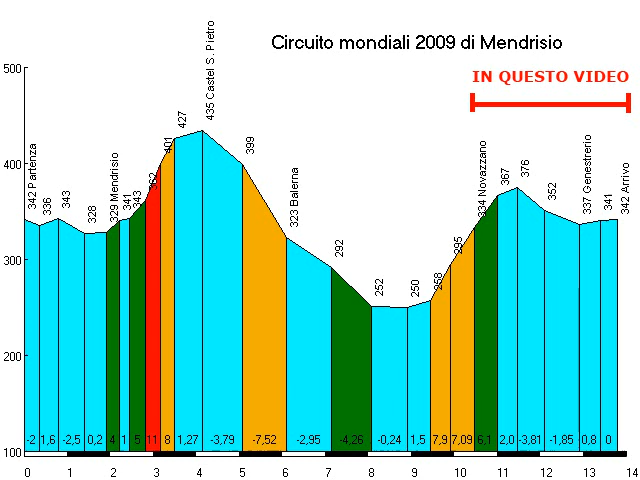 Circuito mondiali 2009 di Mendrisio
IN QUESTO VIDEO
500
400
300
200
100
342 Partenza
336
343
328
329 Mendrisio
341
343
362
401
427
435 Castel S. Pietro
399
323 Balerna
292
252
250
258
295
334 Novazzano
367
376
352
337 Genestrerio
341
342 Arrivo
-2 1,6 -2,5 0,2 4 1 5 11 8 1,27 -3,79 -7,52 -2,95 -4.26 -0,24 1,5 7,9 7,09 6,1 2,0 -3,81 -1,85 -0,8 0
0 1 2 3 4 5 6 7 8 9 10 11 12 13 14